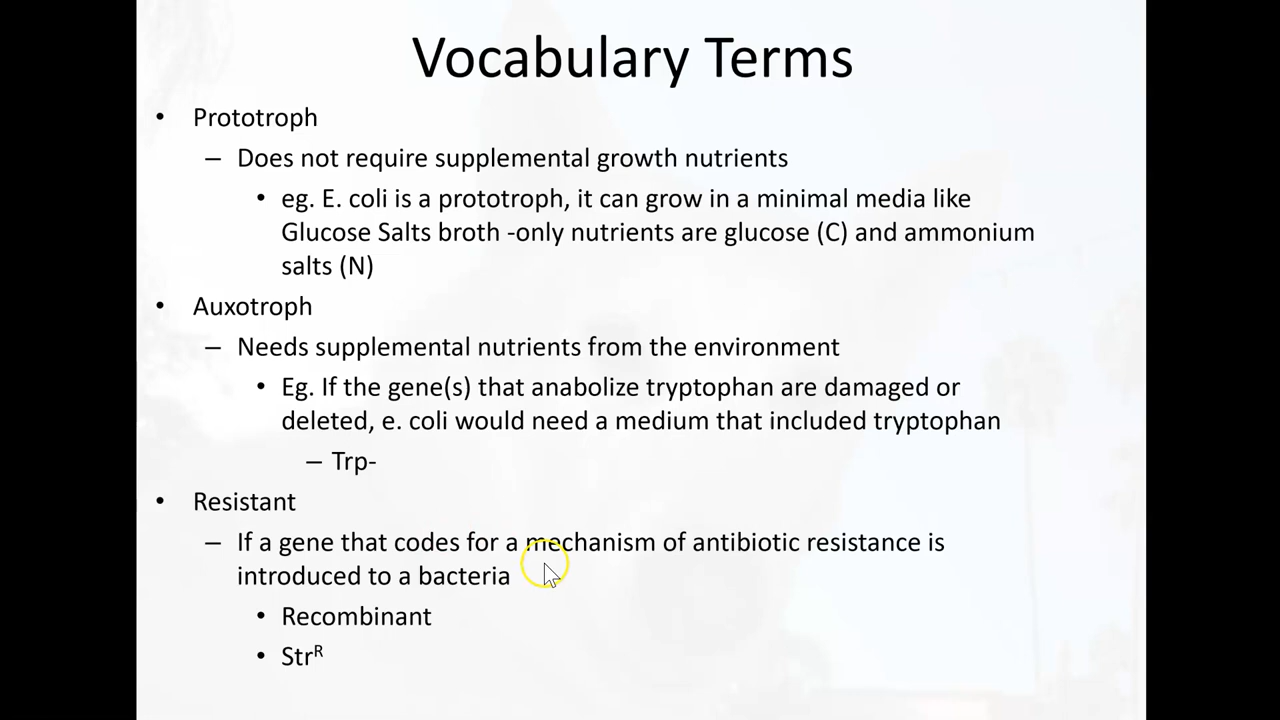 Vocabulary Terms
• Prototroph
– Does not require supplemental growth nutrients
• eg. E. coli is a prototroph, it can grow in a minimal media like
Glucose Salts broth -only nutrients are glucose (C) and ammonium
salts (N)
• Auxotroph
– Needs supplemental nutrients from the environment
• Eg. If the gene(s) that anabolize tryptophan are damaged or
deleted, e. coli would need a medium that included tryptophan
– Trp-
• Resistant
– If a gene that codes for a mechanism of antibiotic resistance is
introduced to a bacteria
• Recombinant
• Strᴿ